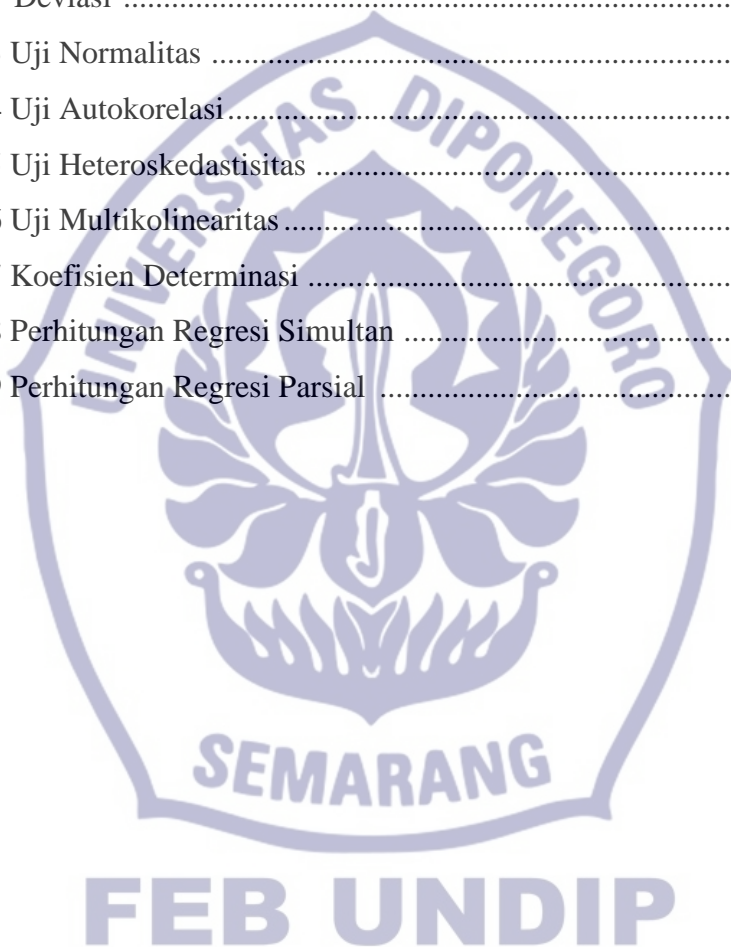 Deviasi ................................................................
Uji Normalitas ................................................................
Uji Autokorelasi................................................................
Uji Heteroskedastisitas ................................................................
Uji Multikolinearitas................................................................
Koefisien Determinasi ................................................................
Perhitungan Regresi Simultan ................................................................
9 Perhitungan Regresi Parsial ................................................................
UNIVERSITAS DIPONEGORO
SEMARANG
FEB UNDIP